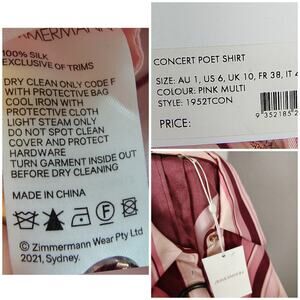 ZIMMERMANN
100% SILK
EXCLUSIVE OF TRIMS
DRY CLEAN ONLY CODE F
WITH PROTECTIVE BAG
COOL IRON WITH
PROTECTIVE CLOTH
LIGHT STEAM ONLY
DO NOT SPOT CLEAN
COVER AND PROTECT
HARDWARE
TURN GARMENT INSIDE OUT
BEFORE DRY CLEANING
MADE IN CHINA
F
© Zimmermann Wear Pty Ltd
2021, Sydney.
CONCERT POET SHIRT
SIZE: AU 1, US 6, UK 10, FR 38, IT 4
COLOUR: PINK MULTI
STYLE: 1952TCON
9 352185 2
PRICE:
ZIMMERMANN